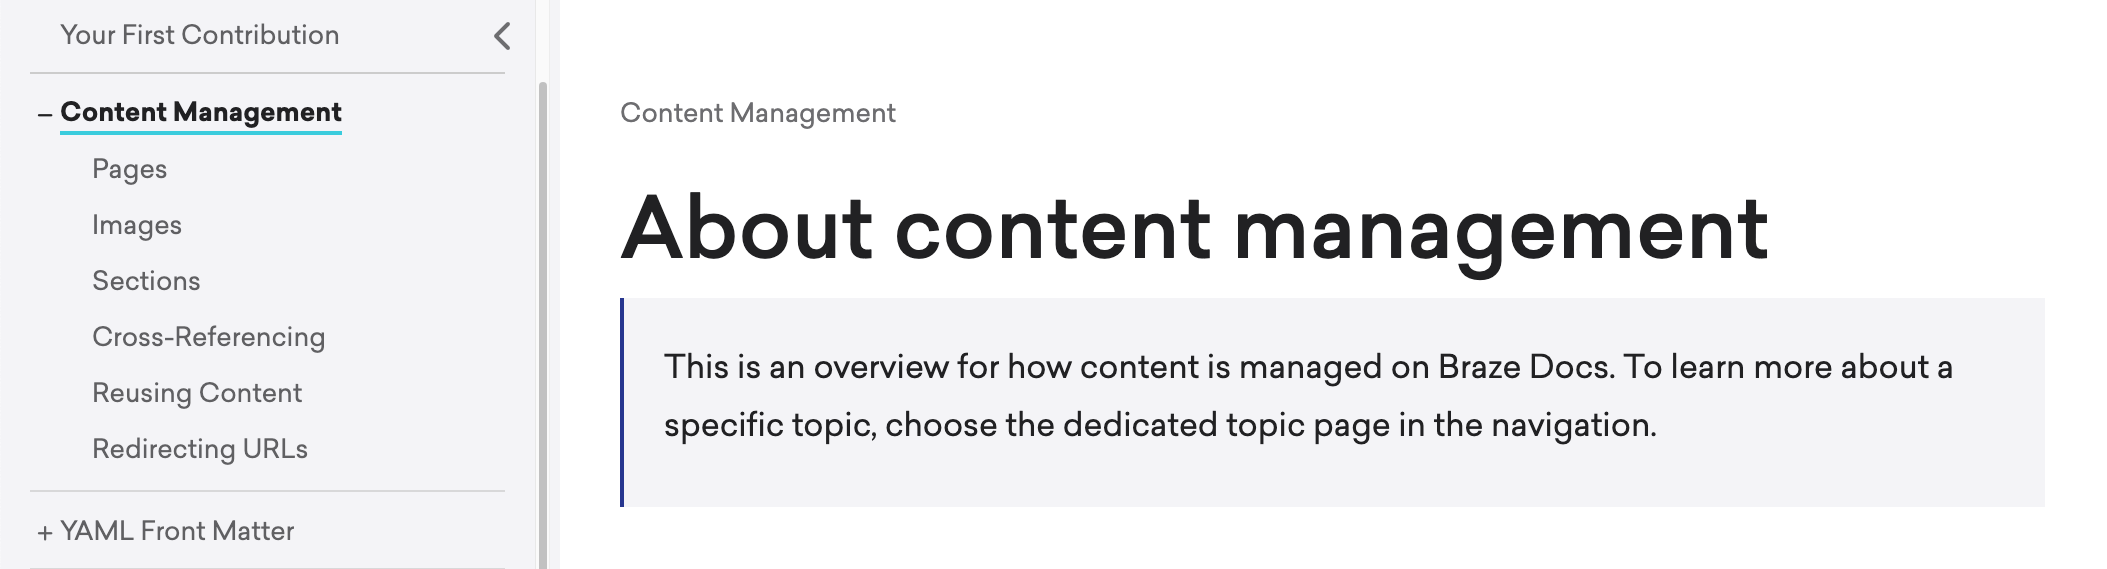 Your First Contribution
– Content Management
Pages
Images
Sections
Cross-Referencing
Reusing Content
Redirecting URLs
+ YAML Front Matter
Content Management
About content management
This is an overview for how content is managed on Braze Docs. To learn more about a
specific topic, choose the dedicated topic page in the navigation.